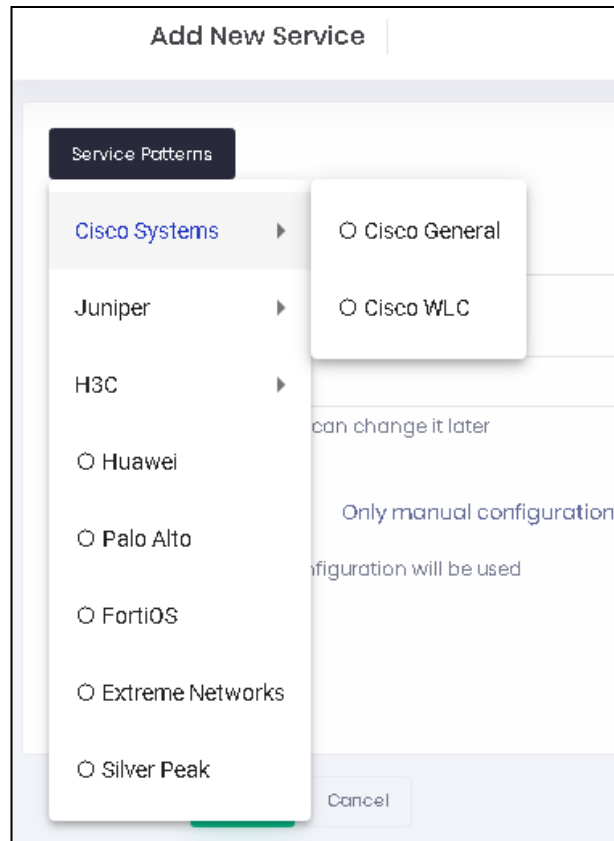 Add New Service
Service Patterns
Cisco Systems
Cisco General
Juniper
Cisco WLC
H3C
can change it later
Huawei
Only manual configuration
Palo Alto
figuration will be used
FortiOS
Extreme Networks
Silver Peak
Cancel